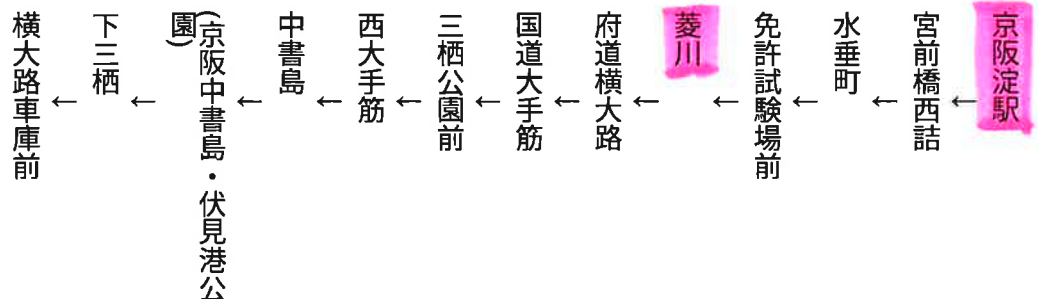 京阪淀駅
←
宮前橋西詰
←
水垂町
←
免許試験場前
←
菱川
←
府道横大路
←
国道大手筋
←
三栖公園前
←
西大手筋
←
中書島
←
(京阪中書島・伏見港公
園)
←
下三栖
←
横大路車庫前